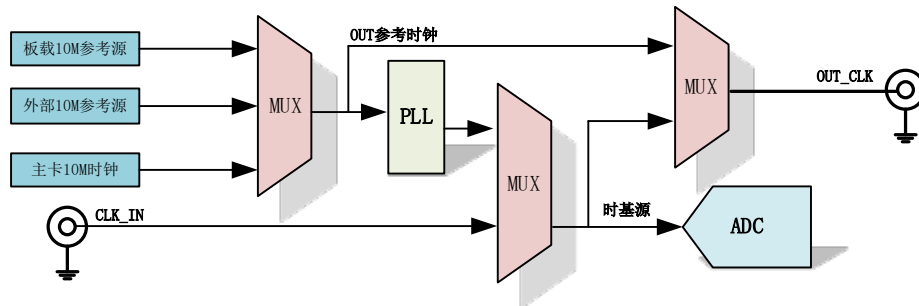 板载10M参考源
外部10M参考源
主卡10M时钟
CLK_IN
MUX
OUT参考时钟
PLL
MUX
时基源
MUX
ADC
OUT_CLK